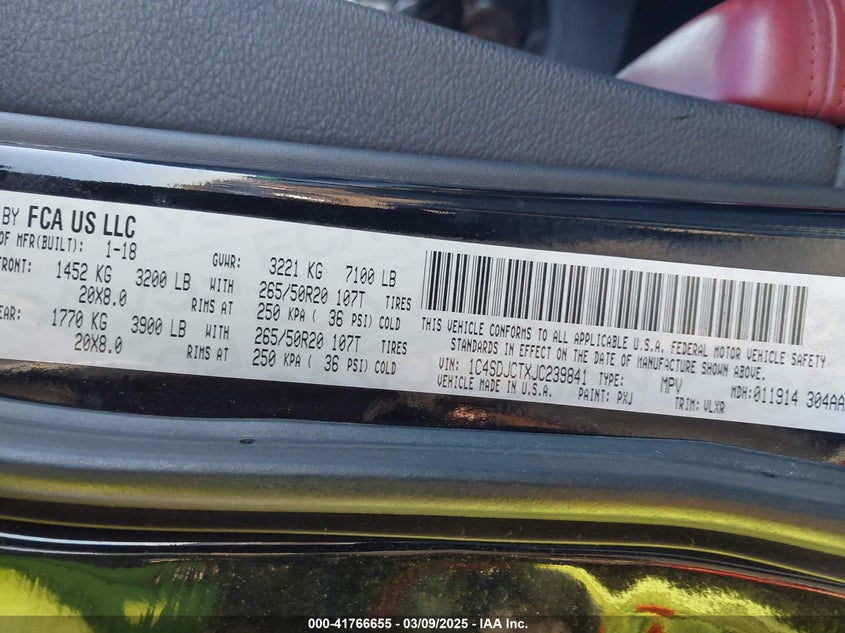 BY FCA US LLC
OF MFR(BUILT): 1-18 GVWR: 3221 KG 7100 LB
FRONT: 1452 KG 3200 LB WITH 265/50R20 107T TIRES
20X8.0 RIMS AT 250 KPA ( 36 PSI) COLD
EAR: 1770 KG 3900 LB WITH 265/50R20 107T TIRES
20X8.0 RIMS AT 250 KPA ( 36 PSI) COLD
THIS VEHICLE CONFORMS TO ALL APPLICABLE U.S.A. FEDERAL MOTOR VEHICLE SAFETY
STANDARDS IN EFFECT ON THE DATE OF MANUFACTURE SHOWN ABOVE.
VIN: 1C4SDJCTXJC239841 TYPE: MPV MDH:011914 304AA
VEHICLE MADE IN U.S.A. PAINT: PXJ TRIM: VLXR
000-41766655 - 03/09/2025 - IAA Inc.